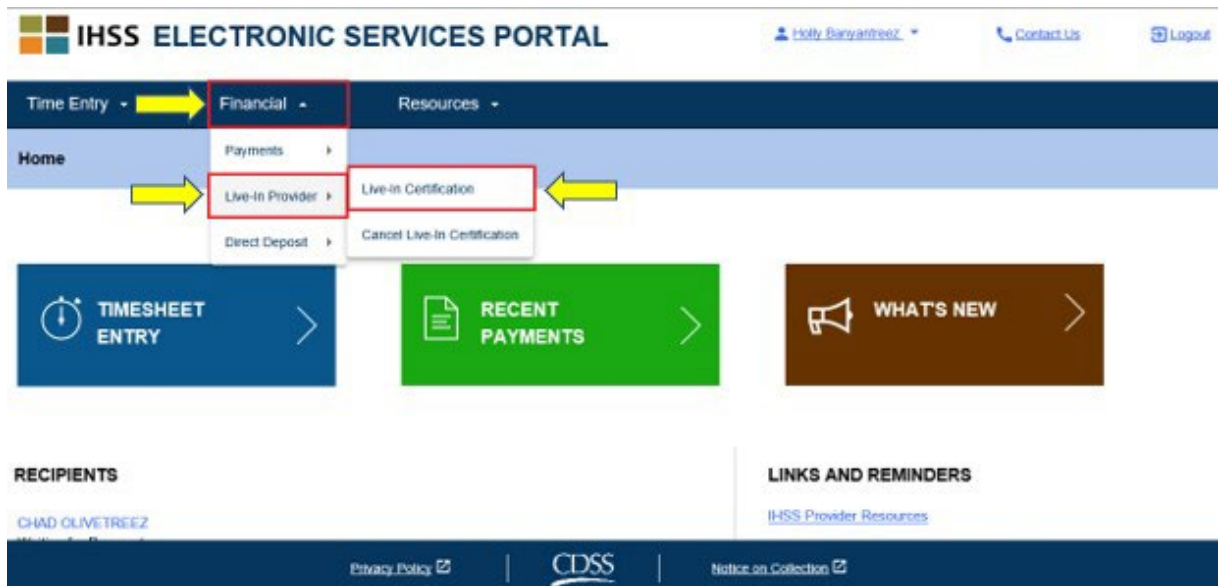 IHSS ELECTRONIC SERVICES PORTAL
Holly Banyantreez
Contact Us
Logout
Time Entry
Financial
Resources
Home
Payments
Live-In Provider
Live-In Certification
Direct Deposit
Cancel Live-In Certification
TIMESHEET
ENTRY
RECENT
PAYMENTS
WHAT'S NEW
RECIPIENTS
CHAD OLIVETREEZ
LINKS AND REMINDERS
IHSS Provider Resources
Privacy Policy
CDSS
Notice on Collection